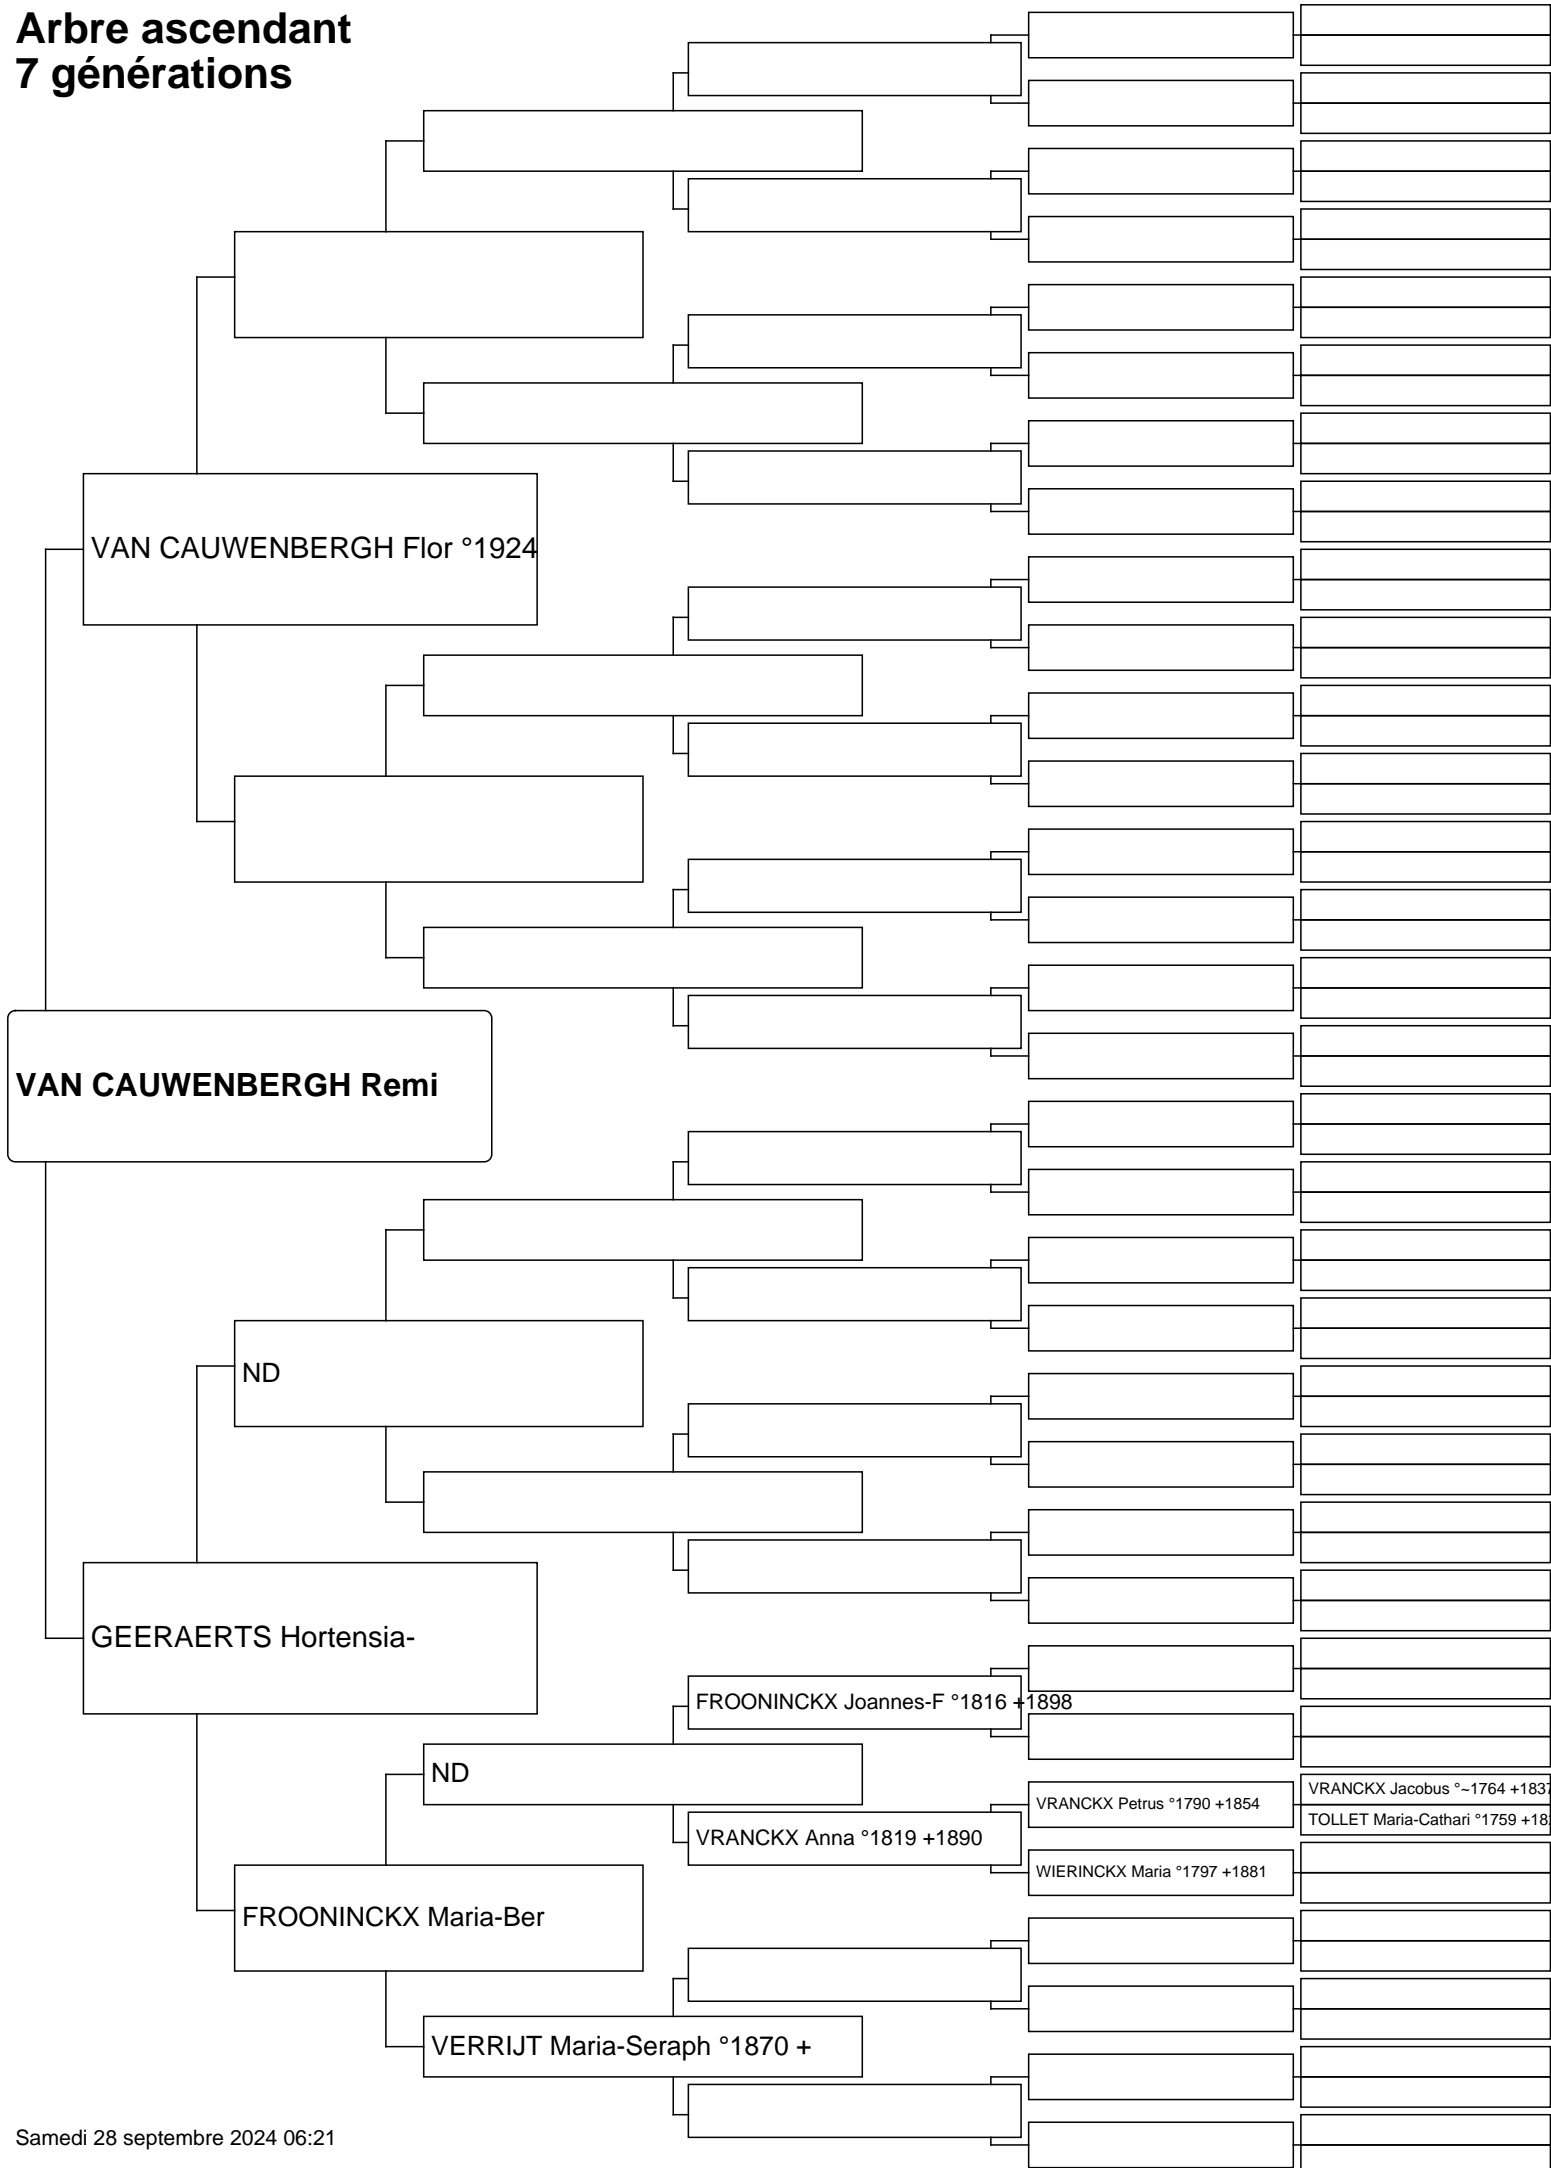 Arbre ascendant
7 générations
VAN CAUWENBERGH Flor °1924
VAN CAUWENBERGH Remi
ND
GEERAERTS Hortensia-
FROONINCKX Joannes-F °1816 +1898
ND
VRANCKX Jacobus °~1764 +1837
VRANCKX Petrus °1790 +1854
TOLLET Maria-Cathari °1759 +18
VRANCKX Anna °1819 +1890
WIERINCKX Maria °1797 +1881
FROONINCKX Maria-Ber
VERRIJT Maria-Seraph °1870 +
Samedi 28 septembre 2024 06:21